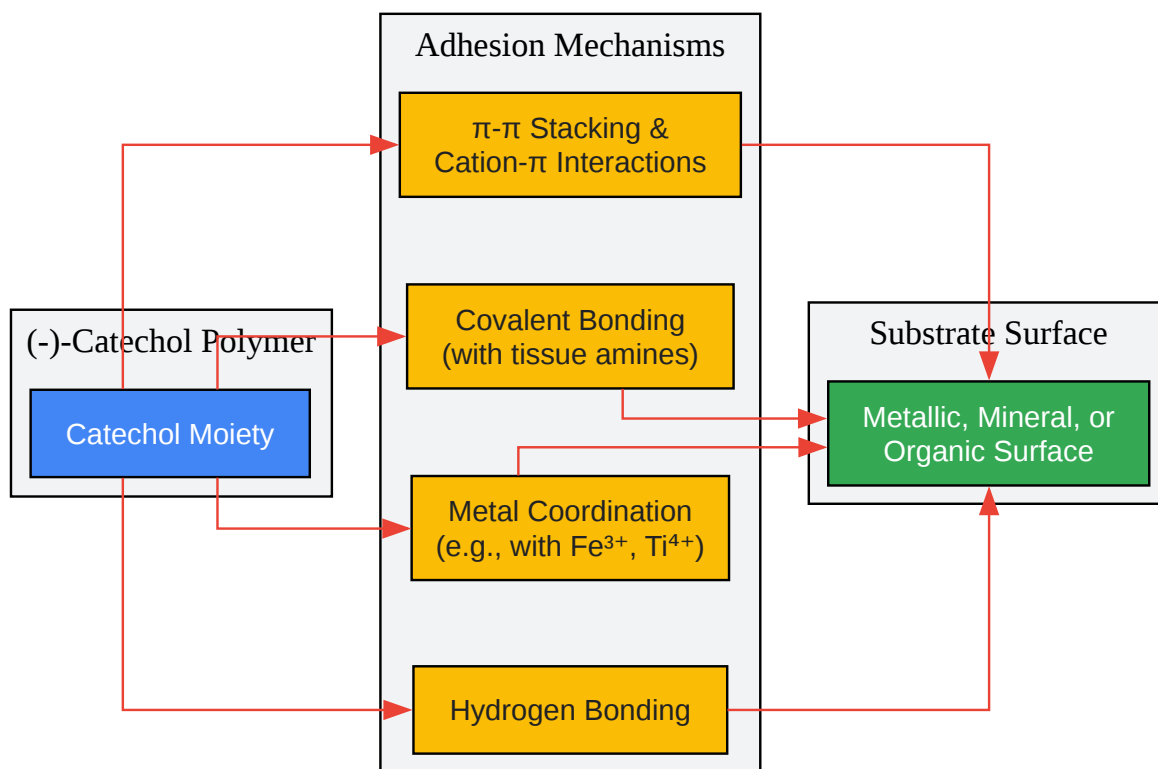 Adhesion Mechanisms
π-π Stacking &
Cation-π Interactions
(-)-Catechol Polymer
Catechol Moiety
Covalent Bonding
(with tissue amines)
Metal Coordination
(e.g., with Fe³⁺, Ti⁴⁺)
Hydrogen Bonding
Substrate Surface
Metallic, Mineral, or
Organic Surface